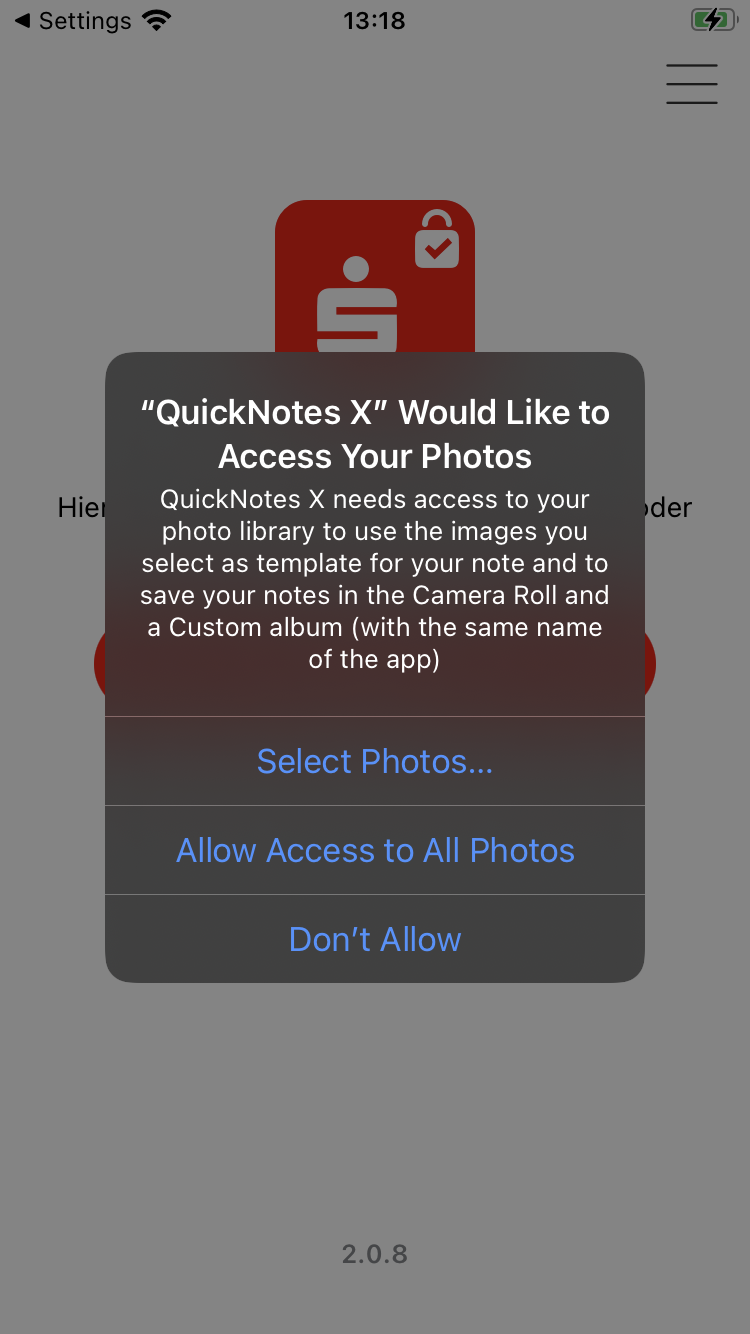 Settings 13:18
“QuickNotes X” Would Like to
Access Your Photos
QuickNotes X needs access to your
photo library to use the images you
select as template for your note and to
save your notes in the Camera Roll and
a Custom album (with the same name
of the app)
Select Photos...
Allow Access to All Photos
Don’t Allow
2.0.8